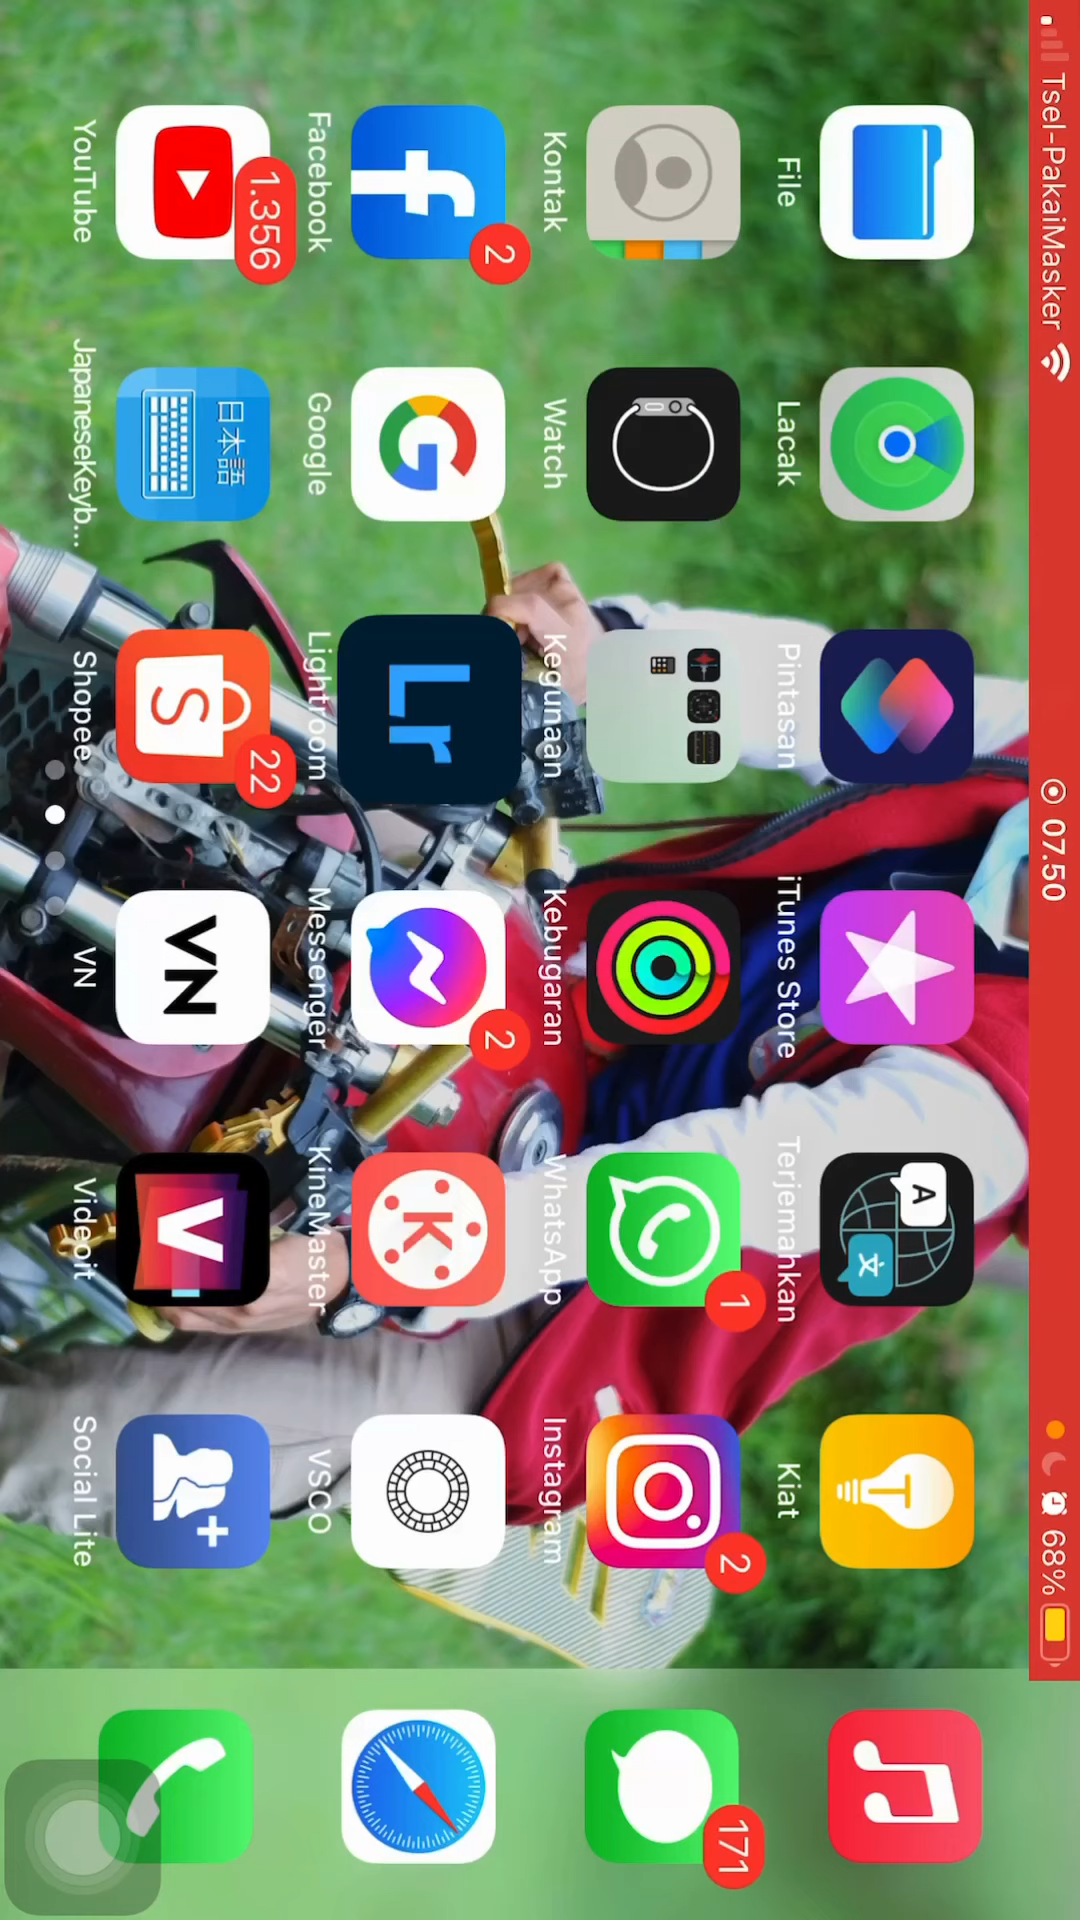 Tsel-PakaiMasker 07.50 68%
A 文
File Lacak Pintasan iTunes Store Terjemahkan Kiat
1 2
Kontak Watch Kegunaan Kebugaran WhatsApp Instagram
171
2 2
f G Lr K
Facebook Google Lightroom Messenger KineMaster VSCO
1.356 22
日本語 S VN V
YouTube JapaneseKeyb... Shopee VN Videoit Social Lite